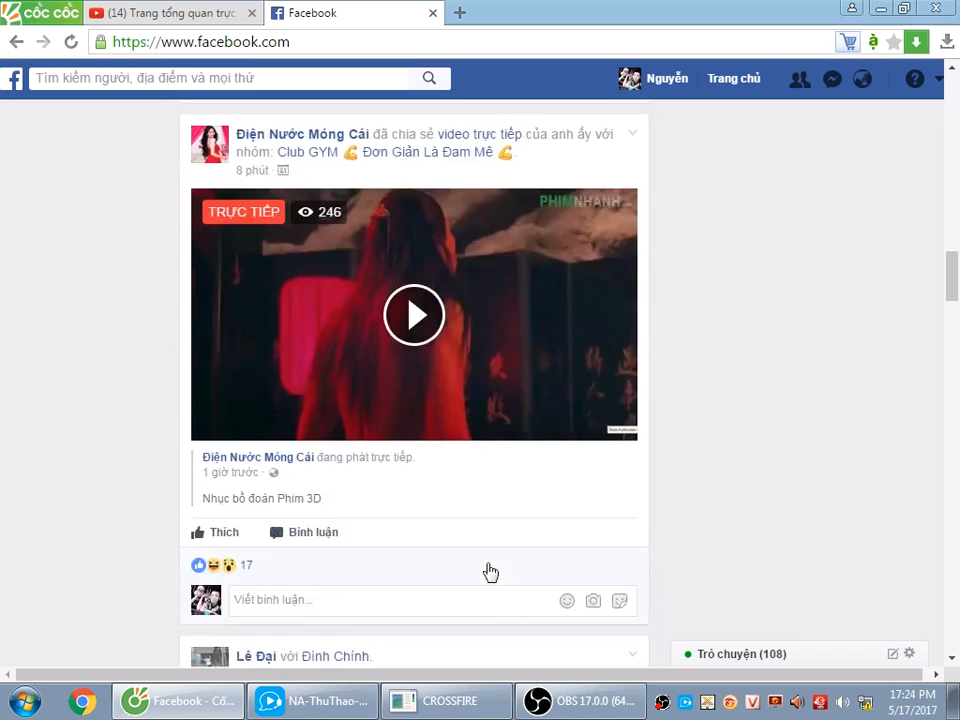 cốc cốc
(14) Trang tổng quan trực
Facebook
https://www.facebook.com
Tìm kiếm người, địa điểm và mọi thứ
Nguyễn
Trang chủ
Điện Nước Móng Cái đã chia sẻ video trực tiếp của anh ấy với
nhóm: Club GYM 💪 Đơn Giản Là Đam Mê 💪.
8 phút
TRỰC TIẾP
246
PHIMNHANH
Điện Nước Móng Cái đang phát trực tiếp.
1 giờ trước
Nhục bồ đoán Phim 3D
Thích
Bình luận
17
Viết bình luận...
Lê Đại với Đinh Chính.
Trò chuyện (108)
Facebook - Cố...
NA-ThuThao-...
CROSSFIRE
OBS 17.0.0 (64...
17:24 PM
5/17/2017